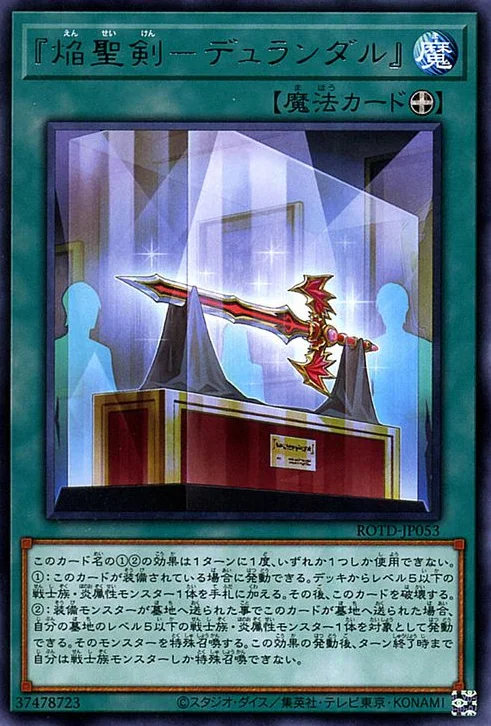 『焔聖剣－デュランダル』
魔
【魔法カード】
ROTD-JP053
このカード名の①②の効果は１ターンに１度、いずれか１つしか使用できない。
①：このカードが装備されている場合に発動できる。デッキからレベル５以下の
戦士族・炎属性モンスター１体を手札に加える。その後、このカードを破壊する。
②：装備モンスターが墓地へ送られた事でこのカードが墓地へ送られた場合、
自分の墓地のレベル５以下の戦士族・炎属性モンスター１体を対象として発動
できる。そのモンスターを特殊召喚する。この効果の発動後、ターン終了時まで
自分は戦士族モンスターしか特殊召喚できない。
37478723
©スタジオ・ダイス／集英社・テレビ東京・KONAMI